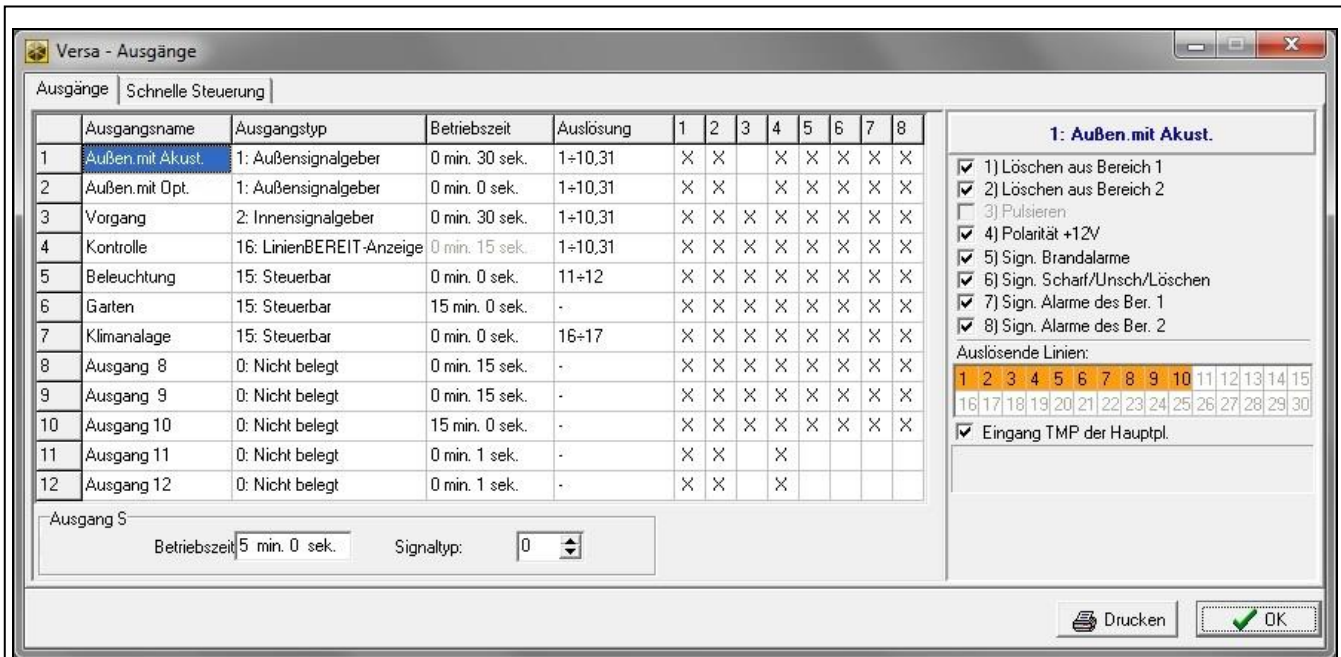 Versa - Ausgänge
Ausgänge Schnelle Steuerung
Ausgangsname Ausgangstyp Betriebszeit Auslösung 1 2 3 4 5 6 7 8
1 Außen.mit Akust. 1: Außensignalgeber 0 min. 30 sek. 1÷10,31 X X X X X X X
2 Außen.mit Opt. 1: Außensignalgeber 0 min. 0 sek. 1÷10,31 X X X X X X X
3 Vorgang 2: Innensignalgeber 0 min. 30 sek. 1÷10,31 X X X X X X X X
4 Kontrolle 16: LinienBEREIT-Anzeige 0 min. 15 sek. 1÷10,31 X X X X X X X X
5 Beleuchtung 15: Steuerbar 0 min. 0 sek. 11÷12 X X X X X X X X
6 Garten 15: Steuerbar 15 min. 0 sek. - X X X X X X X X
7 Klimanalage 15: Steuerbar 0 min. 0 sek. 16÷17 X X X X X X X X
8 Ausgang 8 0: Nicht belegt 0 min. 15 sek. - X X X X X X X X
9 Ausgang 9 0: Nicht belegt 0 min. 15 sek. - X X X X X X X X
10 Ausgang 10 0: Nicht belegt 15 min. 0 sek. - X X X X X X X X
11 Ausgang 11 0: Nicht belegt 0 min. 1 sek. - X X X
12 Ausgang 12 0: Nicht belegt 0 min. 1 sek. - X X X
Ausgang S
Betriebszeit 5 min. 0 sek. Signaltyp: 0
1: Außen.mit Akust.
1) Löschen aus Bereich 1
2) Löschen aus Bereich 2
3) Pulsieren
4) Polarität +12V
5) Sign. Brandalarme
6) Sign. Scharf/Unsch/Löschen
7) Sign. Alarme des Ber. 1
8) Sign. Alarme des Ber. 2
Auslösende Linien:
1 2 3 4 5 6 7 8 9 10 11 12 13 14 15
16 17 18 19 20 21 22 23 24 25 26 27 28 29 30
Eingang TMP der Hauptpl.
Drucken OK